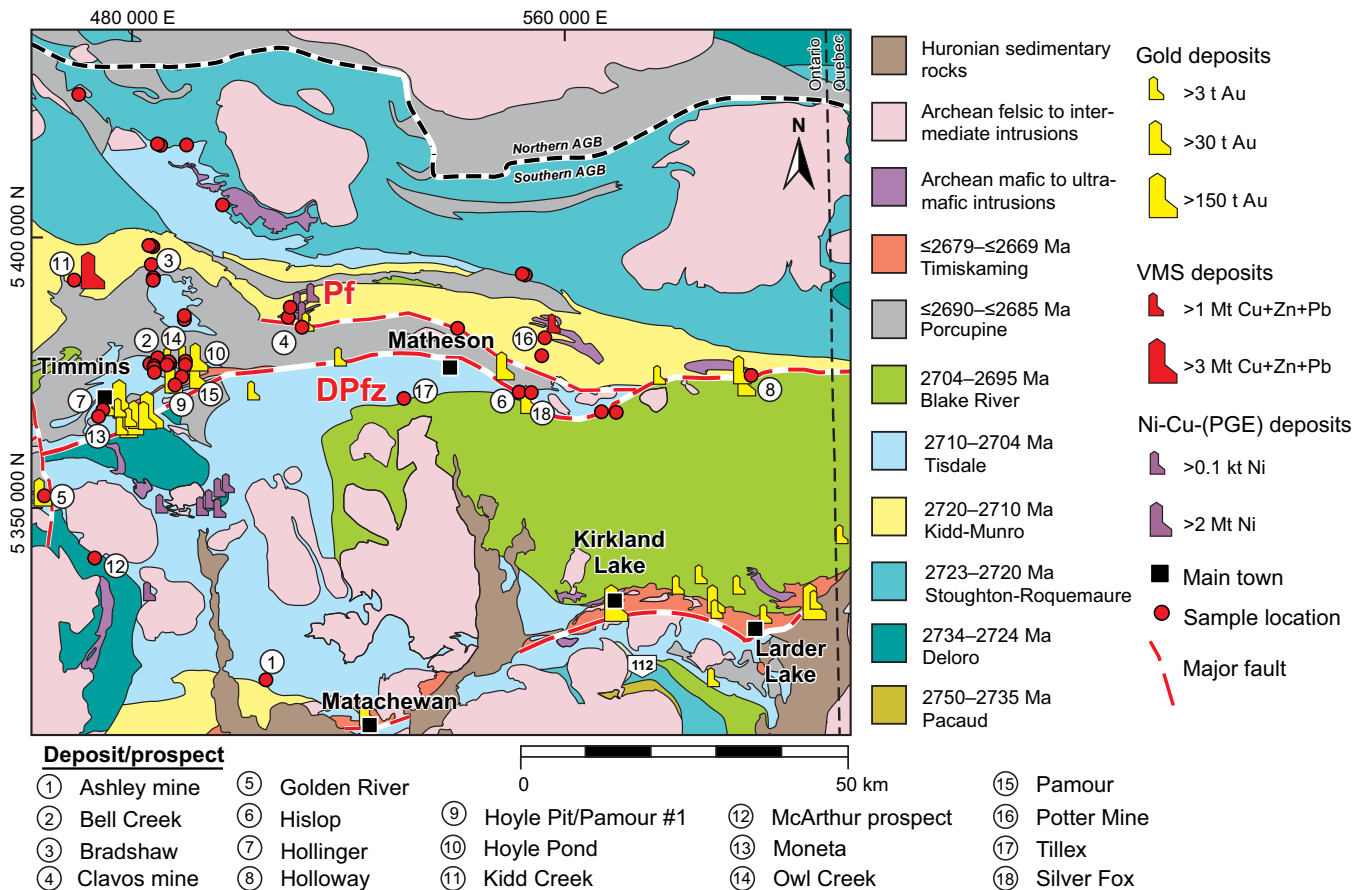 480 000 E
560 000 E
5 400 000 N
5 350 000 N
Ontario
Quebec
Northern AGB
Southern AGB
N
11
3
Pf
4
16
Matheson
2
14
10
Timmins
DPfz
17
8
7
9
15
6
18
13
5
12
Kirkland
Lake
112
Larder
Lake
1
Matachewan
Huronian sedimentary
rocks
Archean felsic to inter-
mediate intrusions
Archean mafic to ultra-
mafic intrusions
≤2679–≤2669 Ma
Timiskaming
≤2690–≤2685 Ma
Porcupine
2704–2695 Ma
Blake River
2710–2704 Ma
Tisdale
2720–2710 Ma
Kidd-Munro
2723–2720 Ma
Stoughton-Roquemaure
2734–2724 Ma
Deloro
2750–2735 Ma
Pacaud
Gold deposits
>3 t Au
>30 t Au
>150 t Au
VMS deposits
>1 Mt Cu+Zn+Pb
>3 Mt Cu+Zn+Pb
Ni-Cu-(PGE) deposits
>0.1 kt Ni
>2 Mt Ni
Main town
Sample location
Major fault
0
50 km
Deposit/prospect
1 Ashley mine
2 Bell Creek
3 Bradshaw
4 Clavos mine
5 Golden River
6 Hislop
7 Hollinger
8 Holloway
9 Hoyle Pit/Pamour #1
10 Hoyle Pond
11 Kidd Creek
12 McArthur prospect
13 Moneta
14 Owl Creek
15 Pamour
16 Potter Mine
17 Tillex
18 Silver Fox